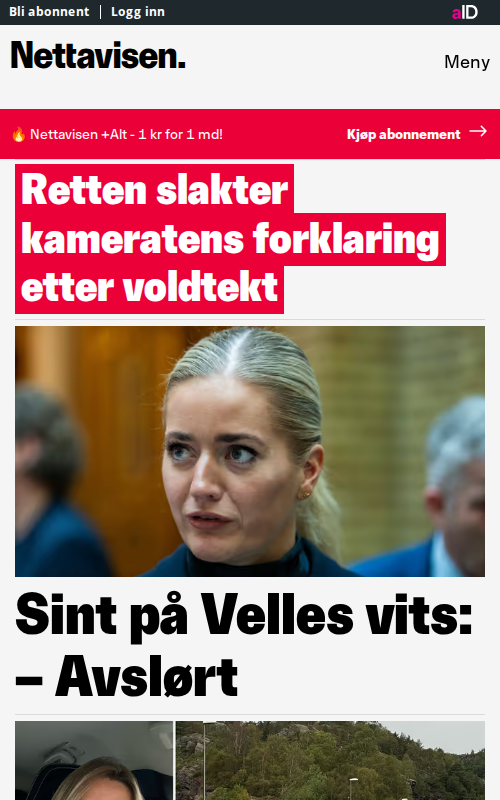 Bli abonnent | Logg inn
aID
Nettavisen.
Meny
Nettavisen +Alt - 1 kr for 1 md!
Kjøp abonnement →
Retten slakter
kameratens forklaring
etter voldtekt
Sint på Velles vits:
– Avslørt